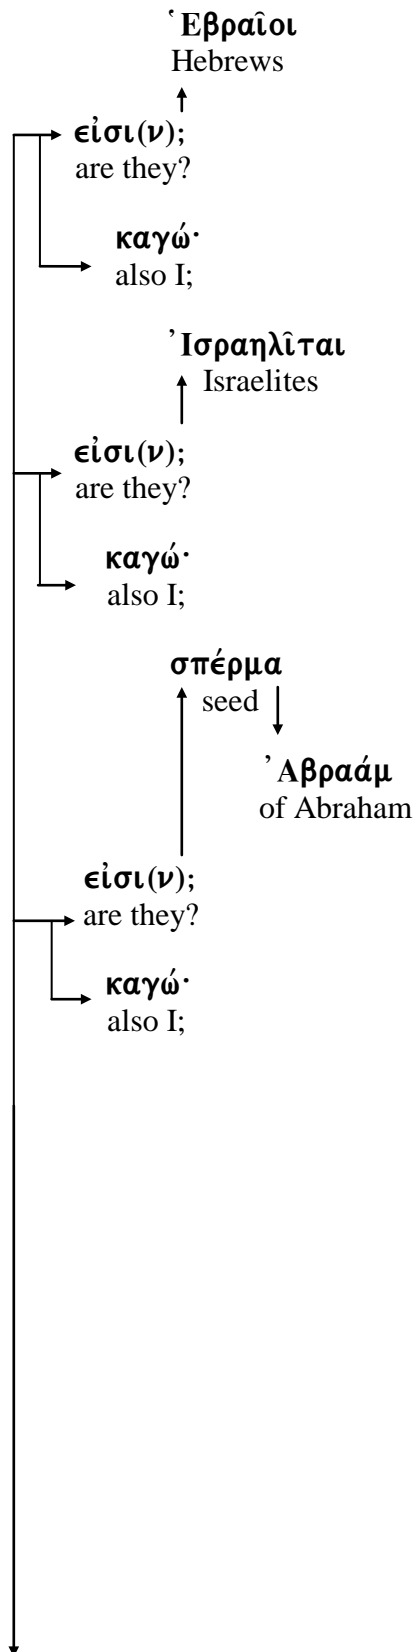 Ἑβραῖοι
Hebrews
εἰσι(ν);
are they?
καγώ·
also I;
Ἰσραηλῖται
Israelites
εἰσι(ν);
are they?
καγώ·
also I;
σπέρμα
seed
Ἀβραάμ
of Abraham
εἰσι(ν);
are they?
καγώ·
also I;